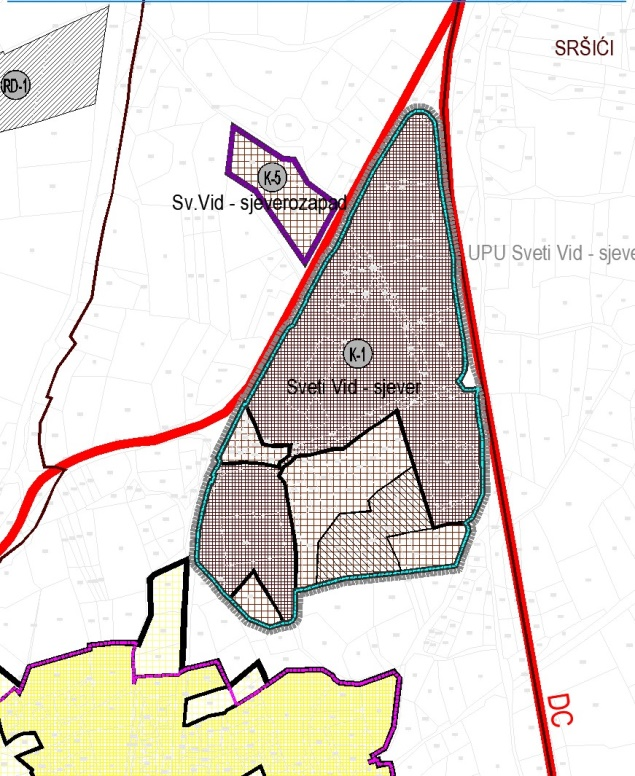 SRŠIĆI
RD-1
K-5
Sv.Vid - sjeverozapad
UPU Sveti Vid - sjeve
K-1
Sveti Vid - sjever
DC